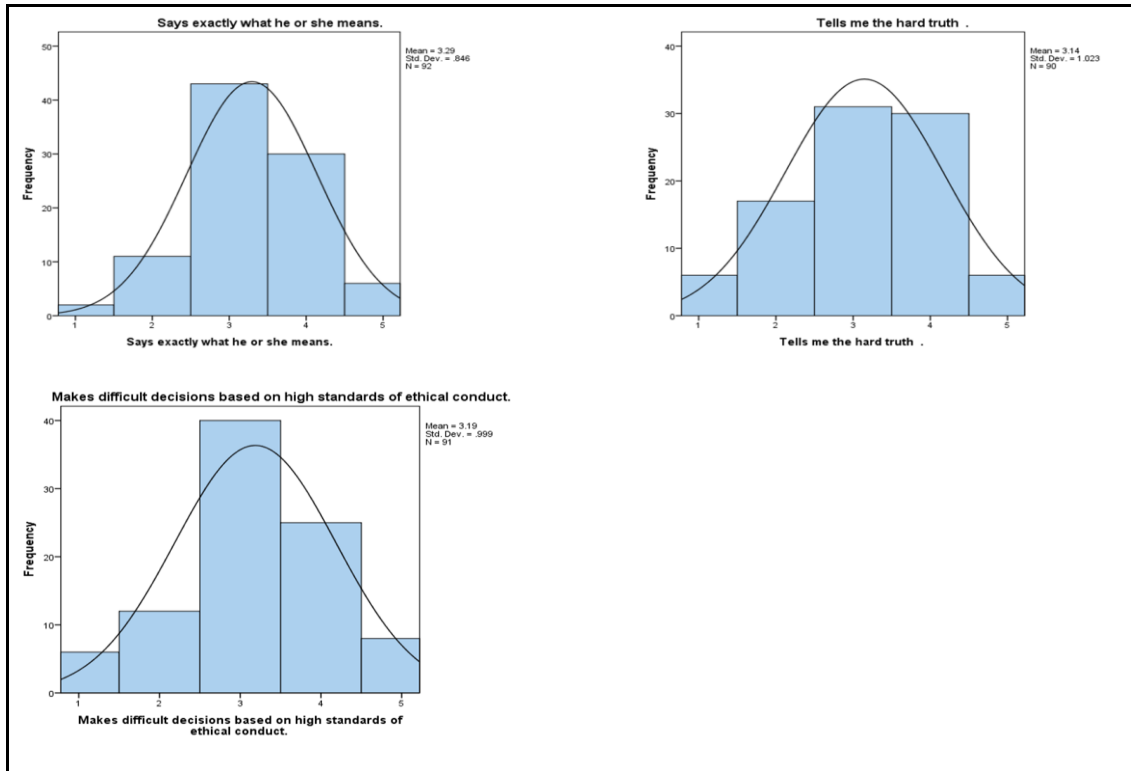 Says exactly what he or she means.
Mean = 3.29
Std. Dev. = .846
N = 92
50
40
30
20
10
0
Frequency
1 2 3 4 5
Says exactly what he or she means.
Tells me the hard truth .
Mean = 3.14
Std. Dev. = 1.023
N = 90
40
30
20
10
0
Frequency
1 2 3 4 5
Tells me the hard truth .
Makes difficult decisions based on high standards of ethical conduct.
Mean = 3.19
Std. Dev. = .999
N = 91
40
30
20
10
0
Frequency
1 2 3 4 5
Makes difficult decisions based on high standards of
ethical conduct.